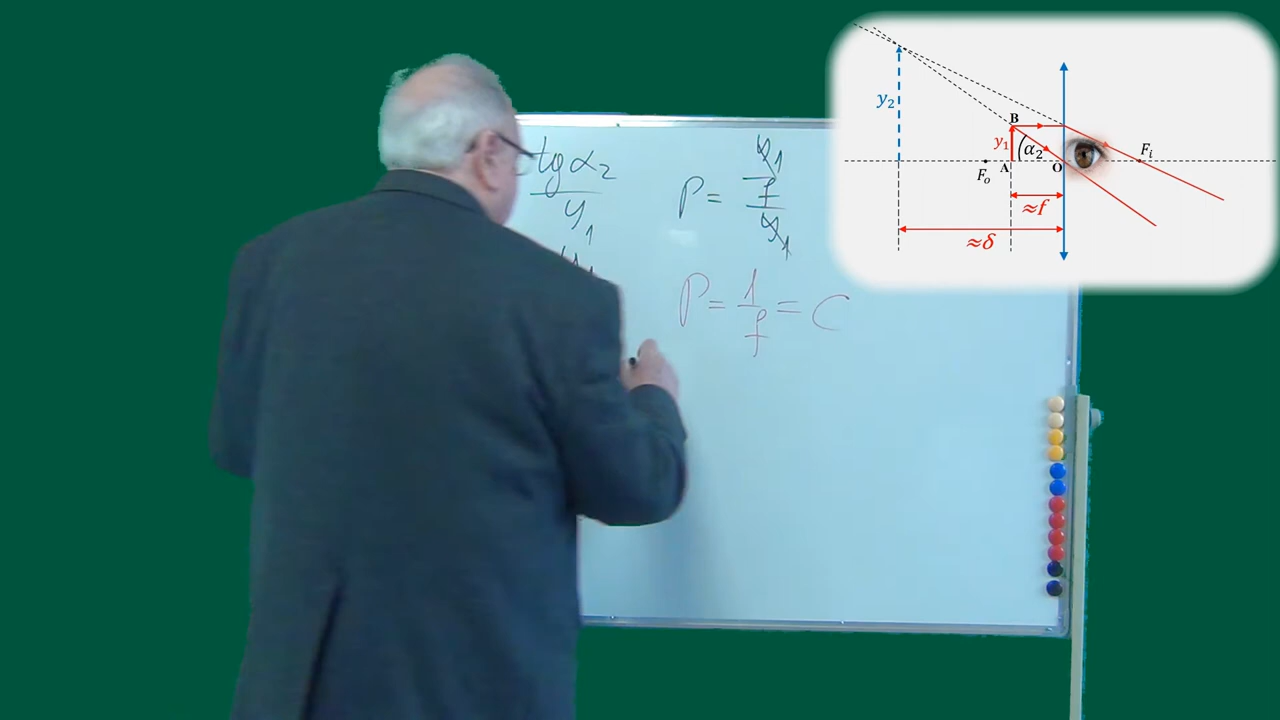 tg α₂
y₁
P = y₁
f
y₁
P = 1/f = C
y₂
B
y₁
α₂
Fₒ
A
O
Fᵢ
≈f
≈δ